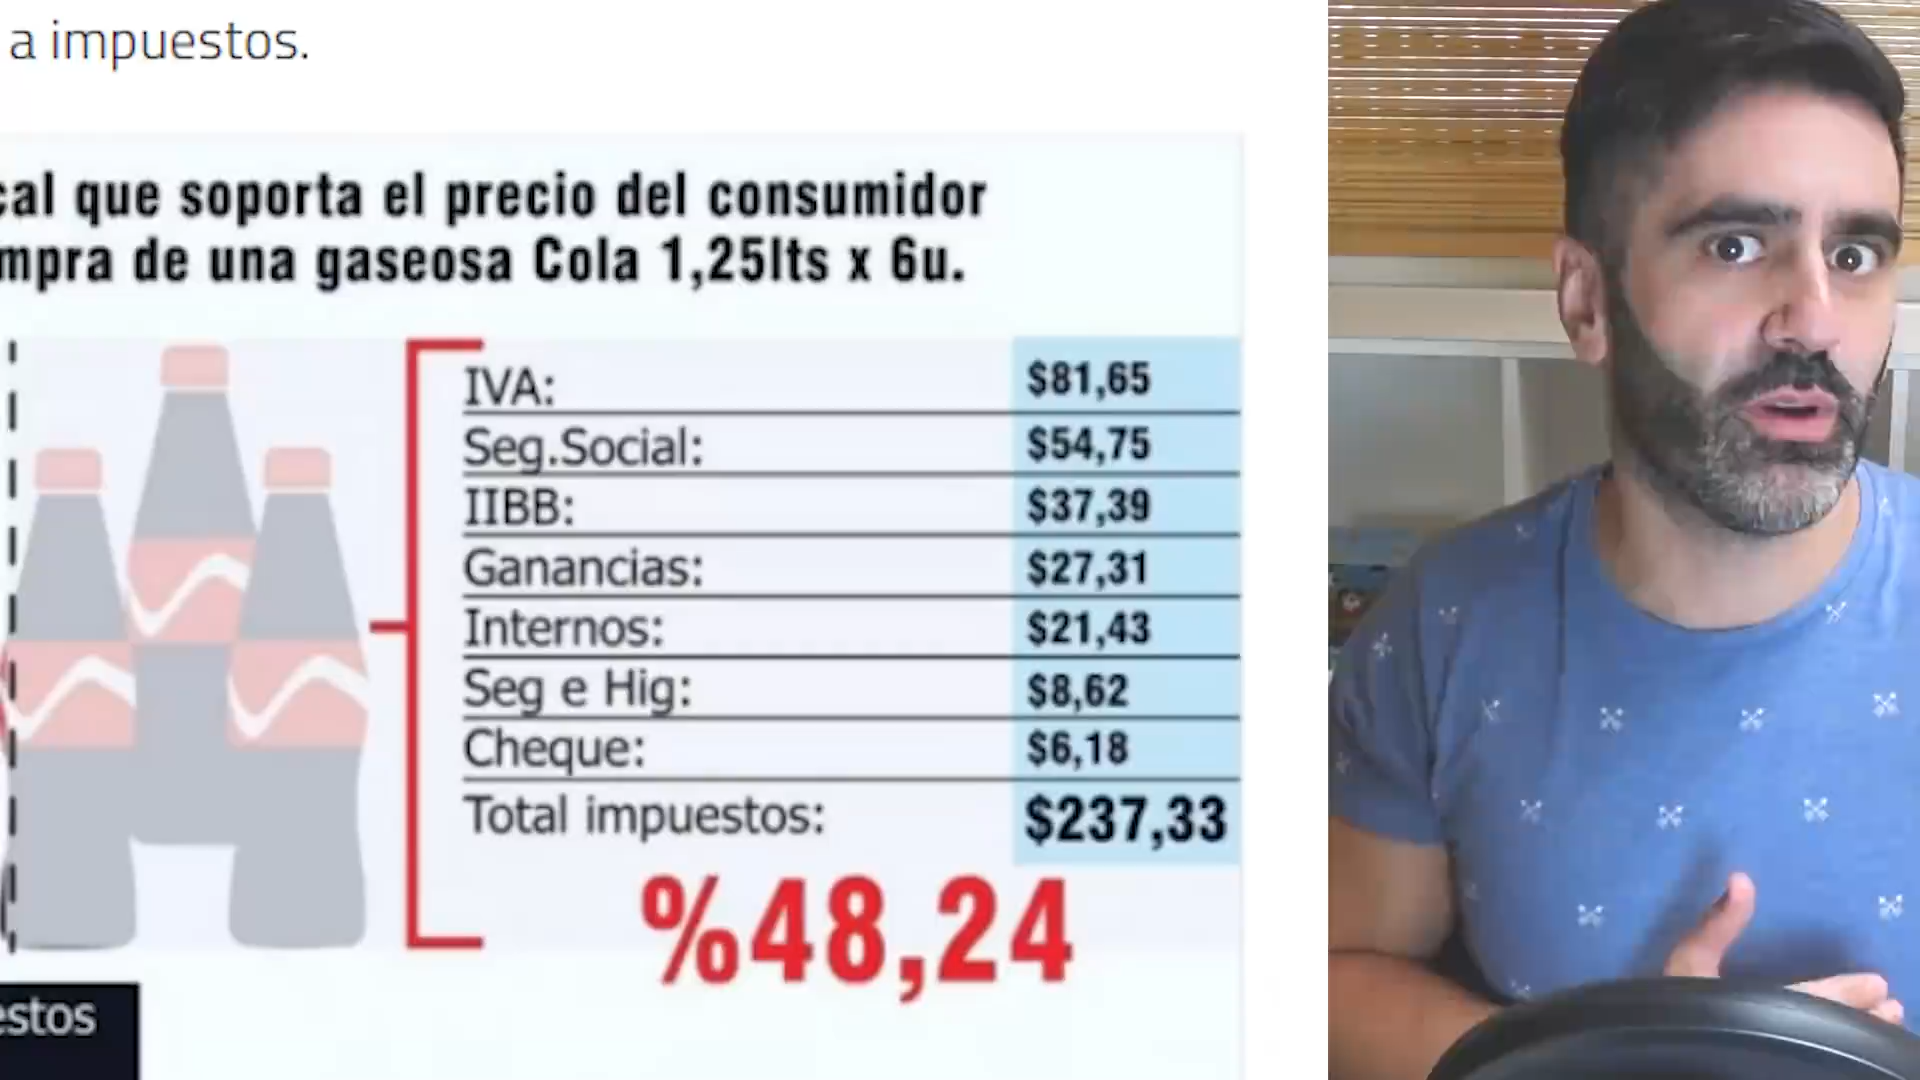 a impuestos.
cal que soporta el precio del consumidor
mpra de una gaseosa Cola 1,25lts x 6u.
IVA: $81,65
Seg.Social: $54,75
IIBB: $37,39
Ganancias: $27,31
Internos: $21,43
Seg e Hig: $8,62
Cheque: $6,18
Total impuestos: $237,33
%48,24
estos